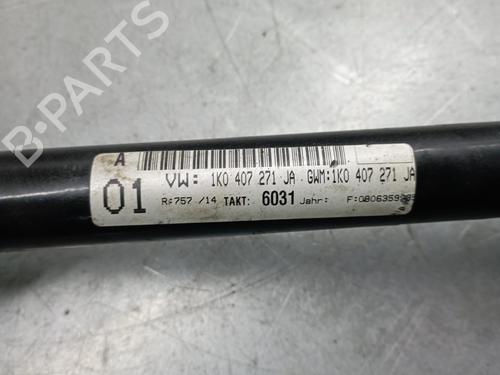 A
01
VW: 1K0 407 271 JA GWM:1K0 407 271 JA
R:757 /14 TAKT: 6031 Jahr:
B-PARTS